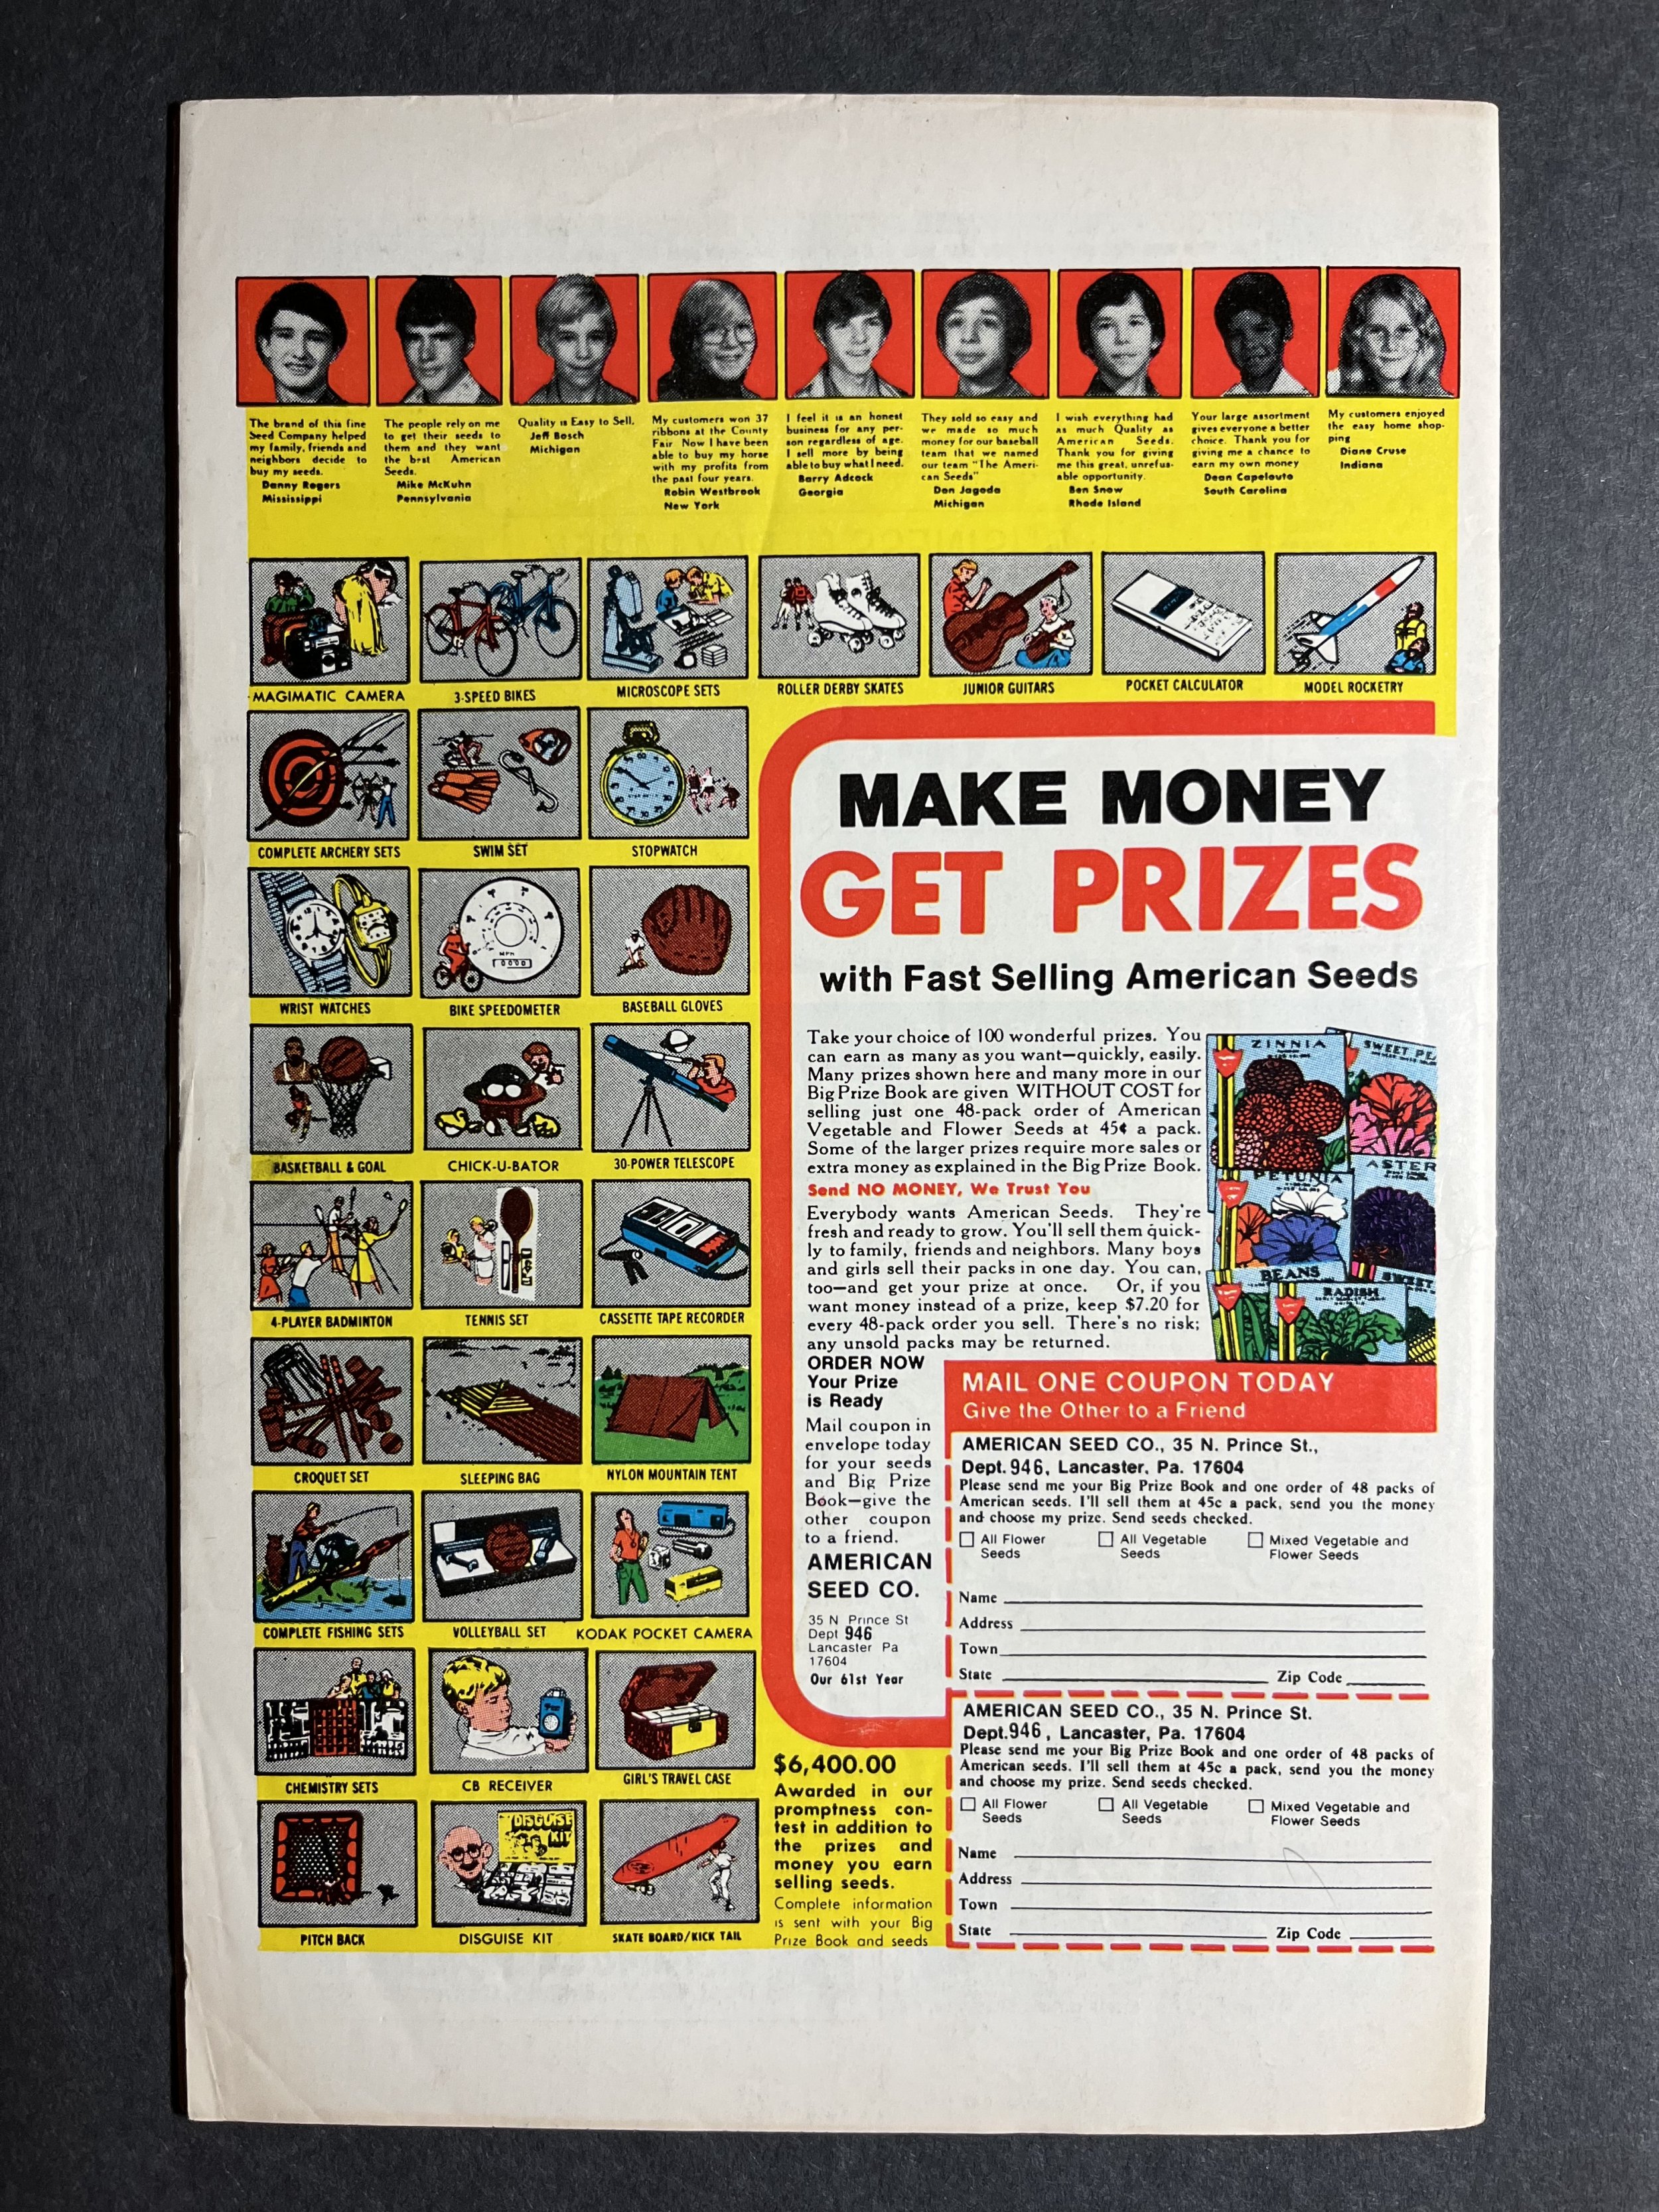 The brand of this fine
Seed Company helped
my family, friends and
neighbors decide to
buy my seeds.
Danny Rogers
Mississippi
The people rely on me
to get their seeds to
them and they want
the best American
Seeds.
Mike McKuhn
Pennsylvania
Quality is Easy to Sell.
Jeff Bosch
Michigan
My customers won 37
ribbons at the County
Fair Now I have been
able to buy my horse
with my profits from
the past four years.
Robin Westbrook
New York
I feel it is an honest
business for any per-
son regardless of age.
I sell more by being
able to buy what I need.
Barry Adcock
Georgia
They sold so easy and
we made so much
money for our baseball
team that we named
our team "The Ameri-
can Seeds"
Don Jagoda
Michigan
I wish everything had
as much Quality as
American Seeds.
Thank you for giving
me this great, unrefus-
able opportunity.
Ben Snow
Rhode Island
Your large assortment
gives everyone a better
choice. Thank you for
giving me a chance to
earn my own money
Dean Capelouto
South Carolina
My customers enjoyed
the easy home shop-
ping
Diane Cruse
Indiana
MAGIMATIC CAMERA
3-SPEED BIKES
MICROSCOPE SETS
ROLLER DERBY SKATES
JUNIOR GUITARS
POCKET CALCULATOR
MODEL ROCKETRY
COMPLETE ARCHERY SETS
SWIM SET
STOPWATCH
WRIST WATCHES
MPH
0000
BIKE SPEEDOMETER
BASEBALL GLOVES
BASKETBALL & GOAL
CHICK-U-BATOR
30-POWER TELESCOPE
4-PLAYER BADMINTON
TENNIS SET
CASSETTE TAPE RECORDER
CROQUET SET
SLEEPING BAG
NYLON MOUNTAIN TENT
COMPLETE FISHING SETS
VOLLEYBALL SET
KODAK POCKET CAMERA
CHEMISTRY SETS
CB RECEIVER
GIRL'S TRAVEL CASE
PITCH BACK
DISGUISE
KIT
DISGUISE KIT
SKATE BOARD/KICK TAIL
MAKE MONEY
GET PRIZES
with Fast Selling American Seeds
Take your choice of 100 wonderful prizes. You
can earn as many as you want—quickly, easily.
Many prizes shown here and many more in our
Big Prize Book are given WITHOUT COST for
selling just one 48-pack order of American
Vegetable and Flower Seeds at 45¢ a pack.
Some of the larger prizes require more sales or
extra money as explained in the Big Prize Book.
Send NO MONEY, We Trust You
Everybody wants American Seeds. They're
fresh and ready to grow. You'll sell them quick-
ly to family, friends and neighbors. Many boys
and girls sell their packs in one day. You can,
too—and get your prize at once. Or, if you
want money instead of a prize, keep $7.20 for
every 48-pack order you sell. There's no risk;
any unsold packs may be returned.
ZINNIA
SWEET PE
ASTER
PETUNIA
BEANS
SWEET
RADISH
ORDER NOW
Your Prize
is Ready
Mail coupon in
envelope today
for your seeds
and Big Prize
Book—give the
other coupon
to a friend.
AMERICAN
SEED CO.
35 N Prince St
Dept 946
Lancaster Pa
17604
Our 61st Year
MAIL ONE COUPON TODAY
Give the Other to a Friend
AMERICAN SEED CO., 35 N. Prince St.,
Dept. 946, Lancaster, Pa. 17604
Please send me your Big Prize Book and one order of 48 packs of
American seeds. I'll sell them at 45c a pack, send you the money
and choose my prize. Send seeds checked.
All Flower
Seeds
All Vegetable
Seeds
Mixed Vegetable and
Flower Seeds
Name
Address
Town
State Zip Code
AMERICAN SEED CO., 35 N. Prince St.
Dept. 946, Lancaster, Pa. 17604
Please send me your Big Prize Book and one order of 48 packs of
American seeds. I'll sell them at 45c a pack, send you the money
and choose my prize. Send seeds checked.
All Flower
Seeds
All Vegetable
Seeds
Mixed Vegetable and
Flower Seeds
Name
Address
Town
State Zip Code
$6,400.00
Awarded in our
promptness con-
test in addition to
the prizes and
money you earn
selling seeds.
Complete information
is sent with your Big
Prize Book and seeds